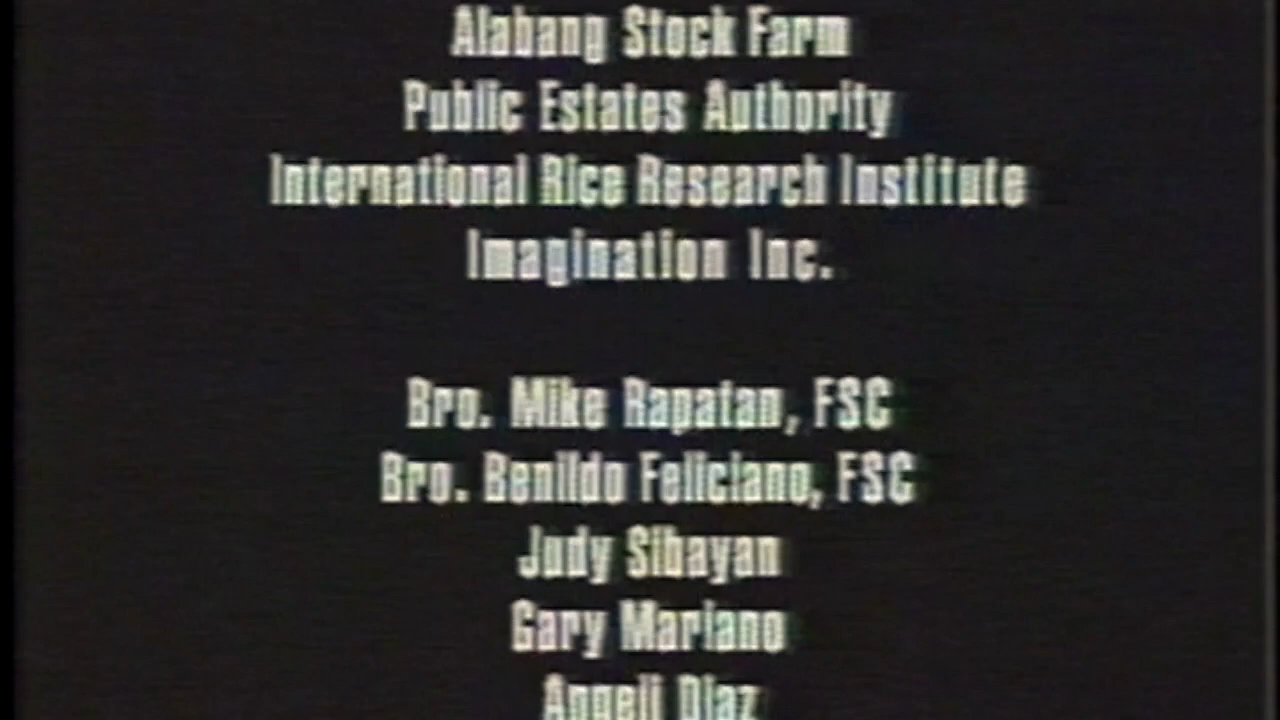 Alabang Stock Farm
Public Estates Authority
International Rice Research Institute
Imagination Inc.
Bro. Mike Rapatan, FSC
Bro. Benildo Feliciano, FSC
Judy Sibayan
Gary Mariano
Angeli Diaz